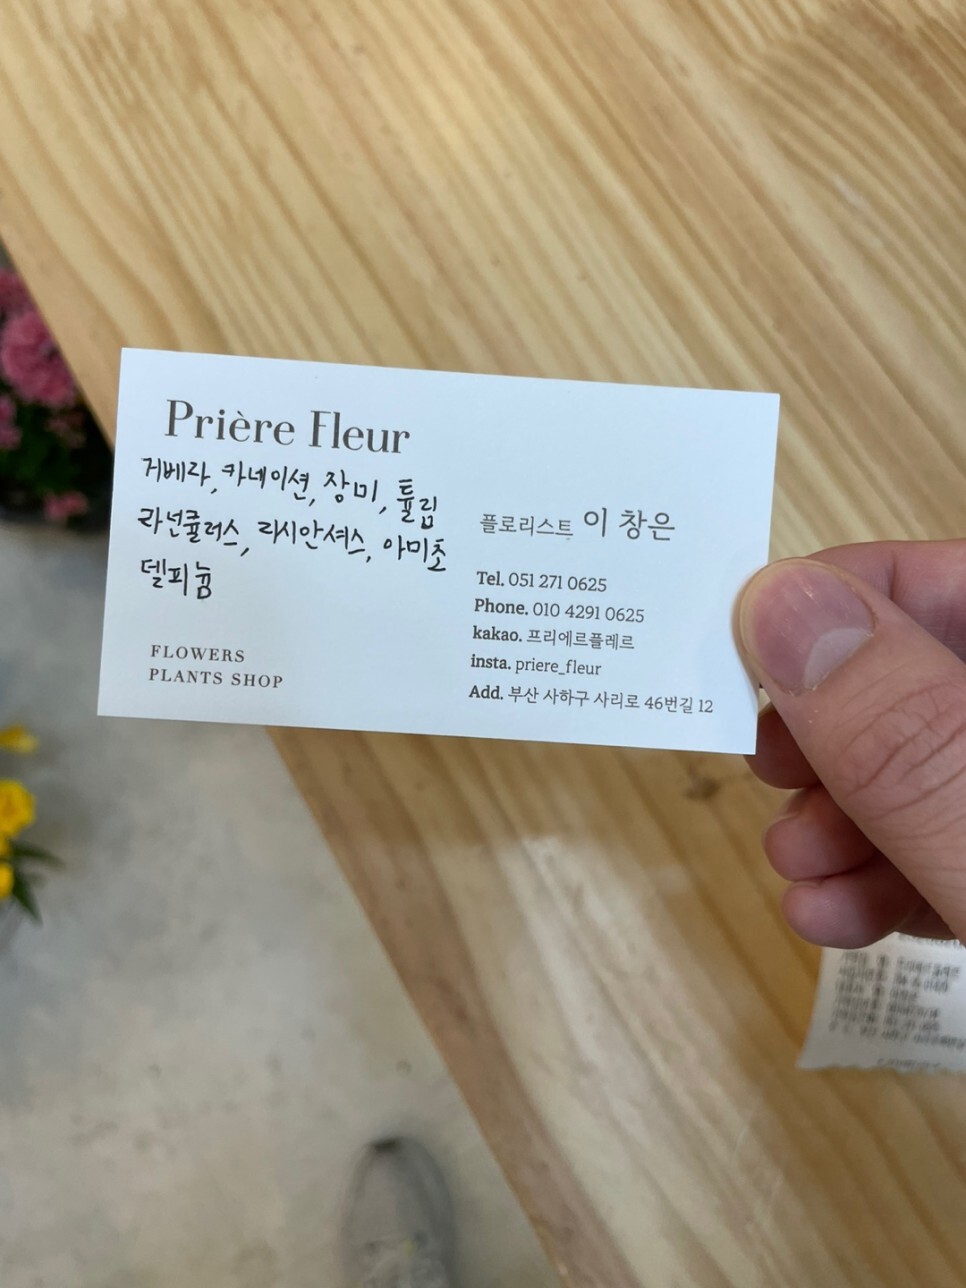 Prière Fleur
거베라, 카네이션, 장미, 튤립
라넌큘러스, 리시안셔스, 아미초
델피늄
FLOWERS
PLANTS SHOP
플로리스트 이 창은
Tel. 051 271 0625
Phone. 010 4291 0625
kakao. 프리에르플레르
insta. priere_fleur
Add. 부산 사하구 사리로 46번길 12